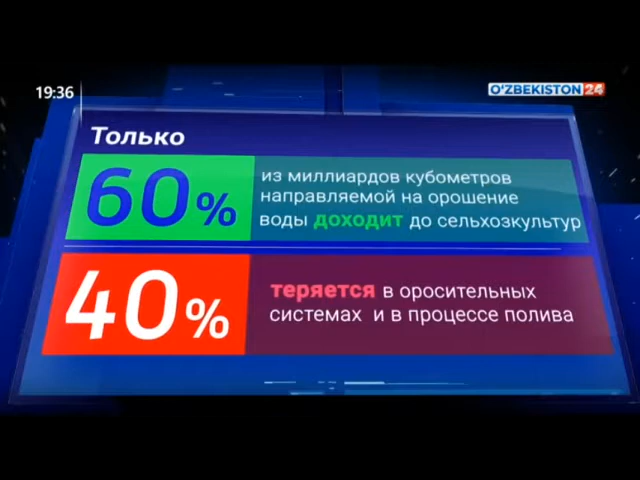 19:36
O'ZBEKISTON 24
Только
60%
из миллиардов кубометров
направляемой на орошение
воды доходит до сельхозкультур
40%
теряется в оросительных
системах и в процессе полива